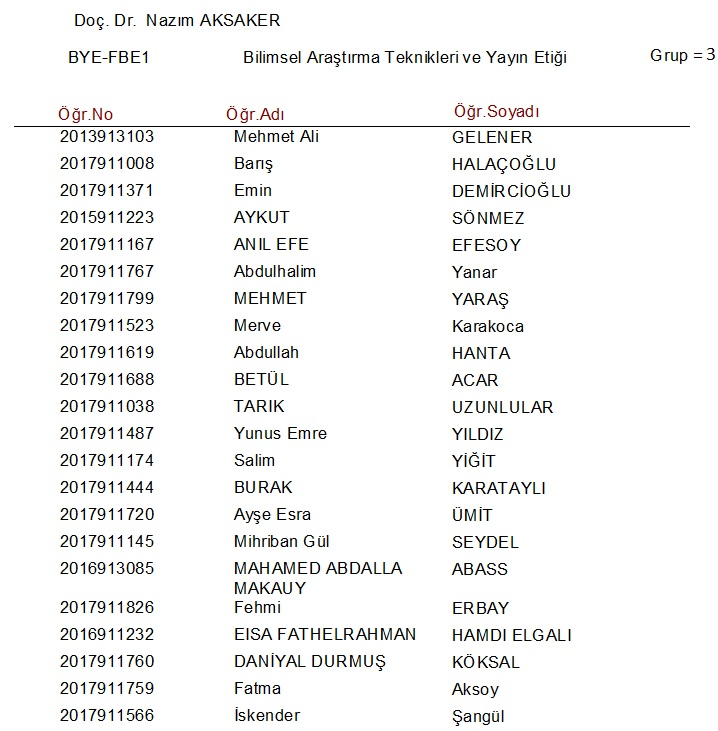 Doç. Dr. Nazım AKSAKER
BYE-FBE1 Bilimsel Araştırma Teknikleri ve Yayın Etiği Grup = 3
Öğr.No Öğr.Adı Öğr.Soyadı
2013913103 Mehmet Ali GELENER
2017911008 Barış HALAÇOĞLU
2017911371 Emin DEMİRCİOĞLU
2015911223 AYKUT SÖNMEZ
2017911167 ANIL EFE EFESOY
2017911767 Abdulhalim Yanar
2017911799 MEHMET YARAŞ
2017911523 Merve Karakoca
2017911619 Abdullah HANTA
2017911688 BETÜL ACAR
2017911038 TARIK UZUNLULAR
2017911487 Yunus Emre YILDIZ
2017911174 Salim YİĞİT
2017911444 BURAK KARATAYLI
2017911720 Ayşe Esra ÜMİT
2017911145 Mihriban Gül SEYDEL
2016913085 MAHAMED ABDALLA ABASS
MAKAUY
2017911826 Fehmi ERBAY
2016911232 EISA FATHELRAHMAN HAMDI ELGALI
2017911760 DANİYAL DURMUŞ KÖKSAL
2017911759 Fatma Aksoy
2017911566 İskender Şangül